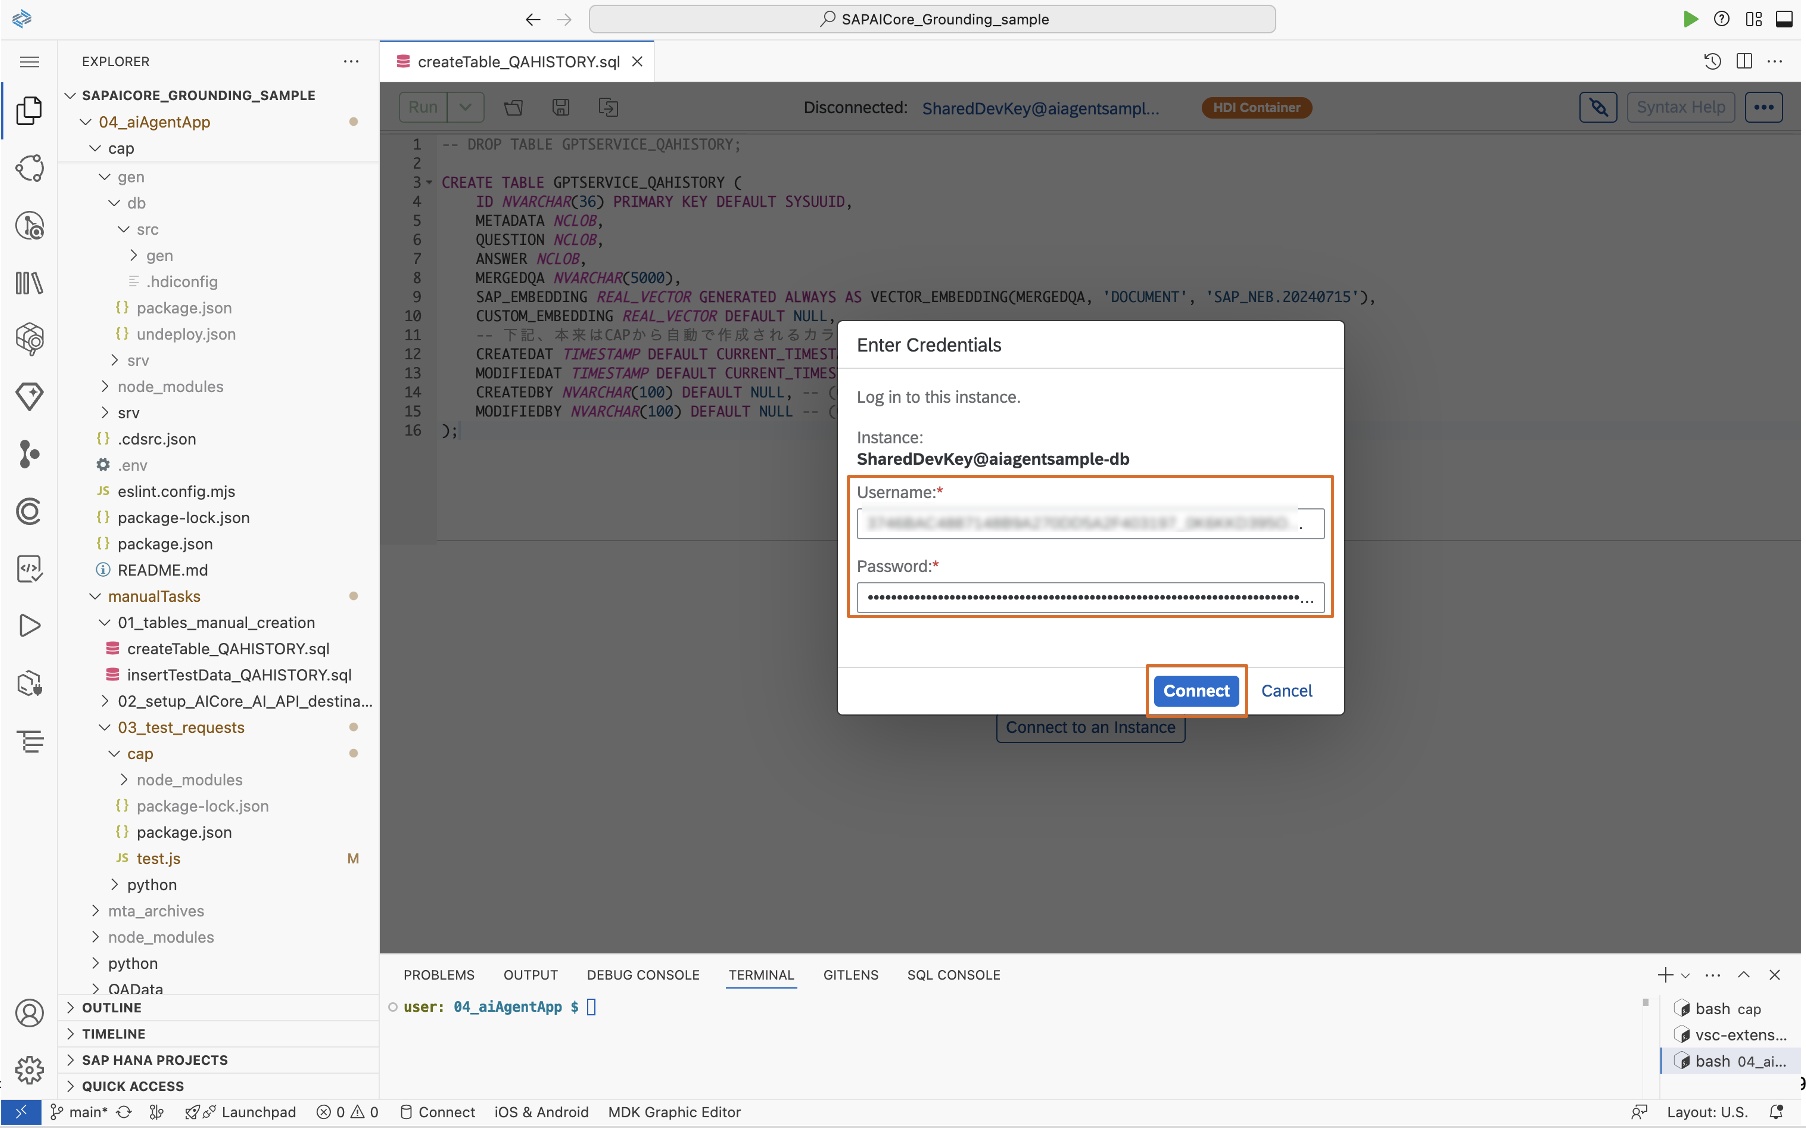 SAPAICore_Grounding_sample
EXPLORER
createTable_QAHISTORY.sql
SAPAICORE_GROUNDING_SAMPLE
04_aiAgentApp
cap
gen
db
src
gen
.hdiconfig
package.json
undeploy.json
srv
node_modules
srv
.cdsrc.json
.env
JS eslint.config.mjs
package-lock.json
package.json
README.md
manualTasks
01_tables_manual_creation
createTable_QAHISTORY.sql
insertTestData_QAHISTORY.sql
02_setup_AICore_AI_API_destina...
03_test_requests
cap
node_modules
package-lock.json
package.json
JS test.js M
python
mta_archives
node_modules
python
QAData
OUTLINE
TIMELINE
SAP HANA PROJECTS
QUICK ACCESS
Run
Disconnected: SharedDevKey@aiagentsampl...
HDI Container
Syntax Help
1 -- DROP TABLE GPTSERVICE_QAHISTORY;
2
3 CREATE TABLE GPTSERVICE_QAHISTORY (
4 ID NVARCHAR(36) PRIMARY KEY DEFAULT SYSUUID,
5 METADATA NCLOB,
6 QUESTION NCLOB,
7 ANSWER NCLOB,
8 MERGEDQA NVARCHAR(5000),
9 SAP_EMBEDDING REAL_VECTOR GENERATED ALWAYS AS VECTOR_EMBEDDING(MERGEDQA, 'DOCUMENT', 'SAP_NEB.20240715'),
10 CUSTOM_EMBEDDING REAL_VECTOR DEFAULT NULL,
11 -- 下記、本来はCAPから自動で作成されるカラ
12 CREATEDAT TIMESTAMP DEFAULT CURRENT_TIMESTA
13 MODIFIEDAT TIMESTAMP DEFAULT CURRENT_TIMEST
14 CREATEDBY NVARCHAR(100) DEFAULT NULL, -- (
15 MODIFIEDBY NVARCHAR(100) DEFAULT NULL -- (
16 );
Enter Credentials
Log in to this instance.
Instance:
SharedDevKey@aiagentsample-db
Username:*
Password:*
Connect
Cancel
Connect to an Instance
PROBLEMS OUTPUT DEBUG CONSOLE TERMINAL GITLENS SQL CONSOLE
user: 04_aiAgentApp $
bash cap
vsc-extens...
bash 04_ai...
main* Launchpad 0 0 Connect iOS & Android MDK Graphic Editor
Layout: U.S.